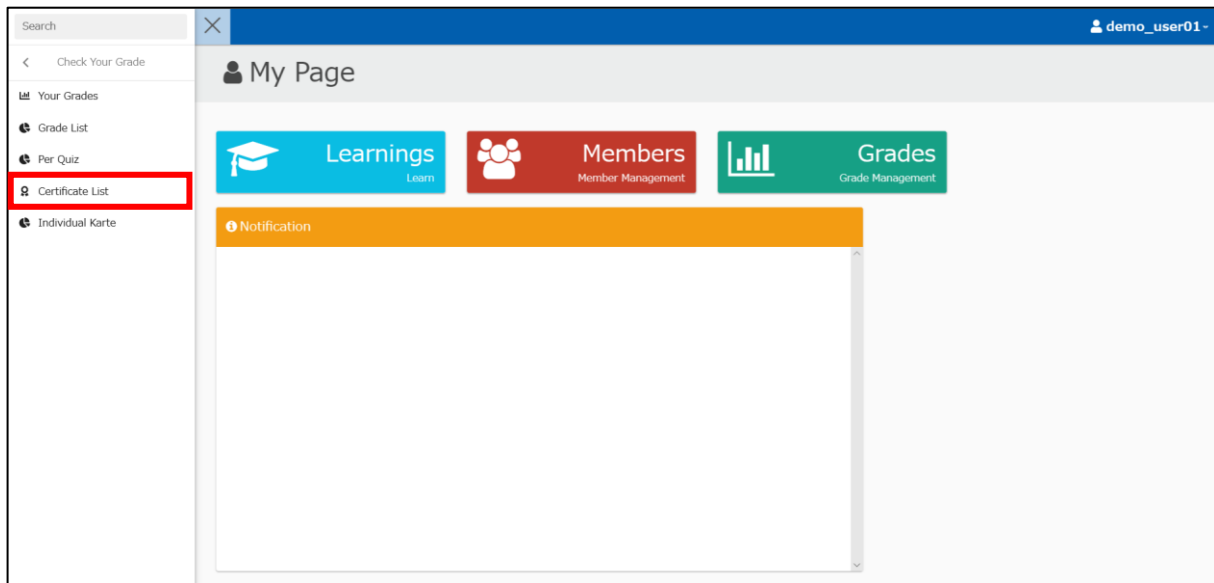 Search
demo_user01
Check Your Grade
My Page
Your Grades
Grade List
Per Quiz
Certificate List
Individual Karte
Learnings
Learn
Members
Member Management
Grades
Grade Management
Notification